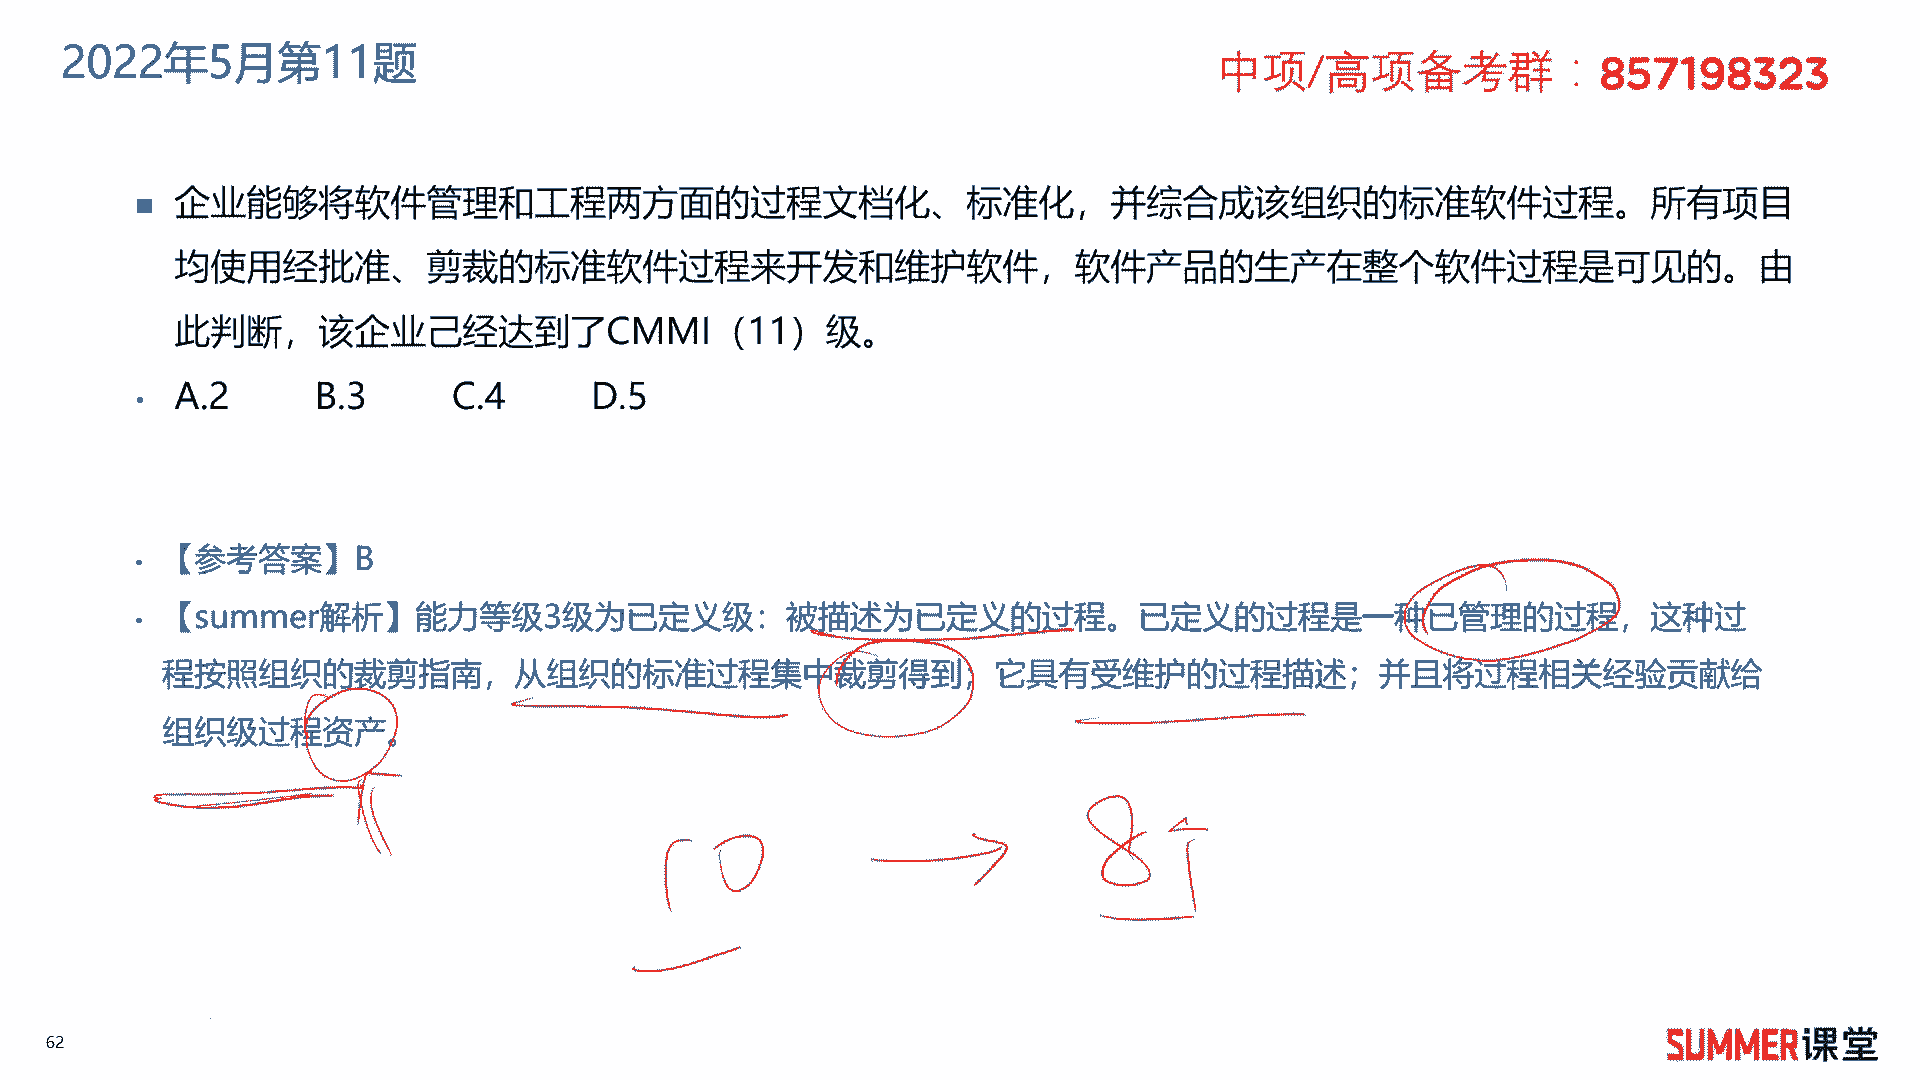 2022年5月第11题
中项/高项备考群：857198323
企业能够将软件管理和工程两方面的过程文档化、标准化，并综合成该组织的标准软件过程。所有项目
均使用经批准、剪裁的标准软件过程来开发和维护软件，软件产品的生产在整个软件过程是可见的。由
此判断，该企业己经达到了CMMI（11）级。
A.2 B.3 C.4 D.5
【参考答案】B
【summer解析】能力等级3级为已定义级：被描述为已定义的过程。已定义的过程是一种已管理的过程，这种过
程按照组织的裁剪指南，从组织的标准过程集中裁剪得到；它具有受维护的过程描述；并且将过程相关经验贡献给
组织级过程资产。
10 → 8
62
SUMMER课堂